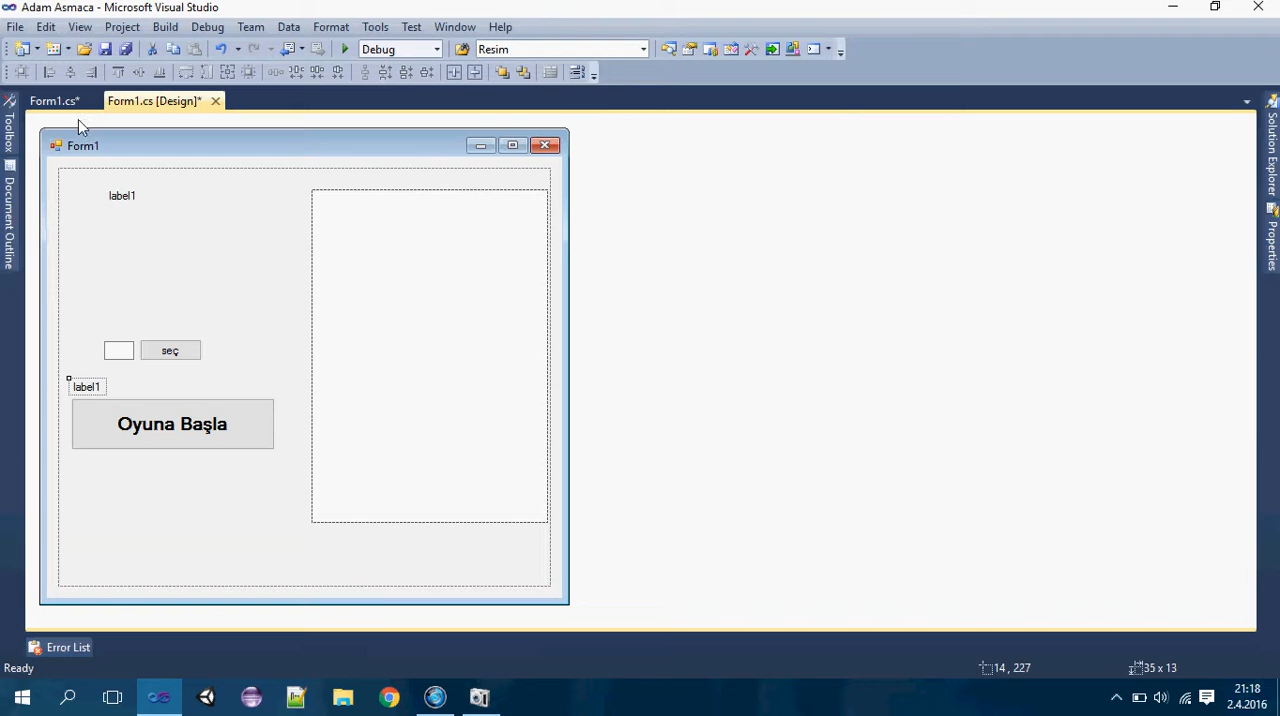 Adam Asmaca - Microsoft Visual Studio
File Edit View Project Build Debug Team Data Format Tools Test Window Help
Debug Resim
Form1.cs* Form1.cs [Design]*
Toolbox
Document Outline
Solution Explorer
Properties
Form1
label1
seç
label1
Oyuna Başla
Error List
Ready 14 , 227 35 x 13
21:18
2.4.2016